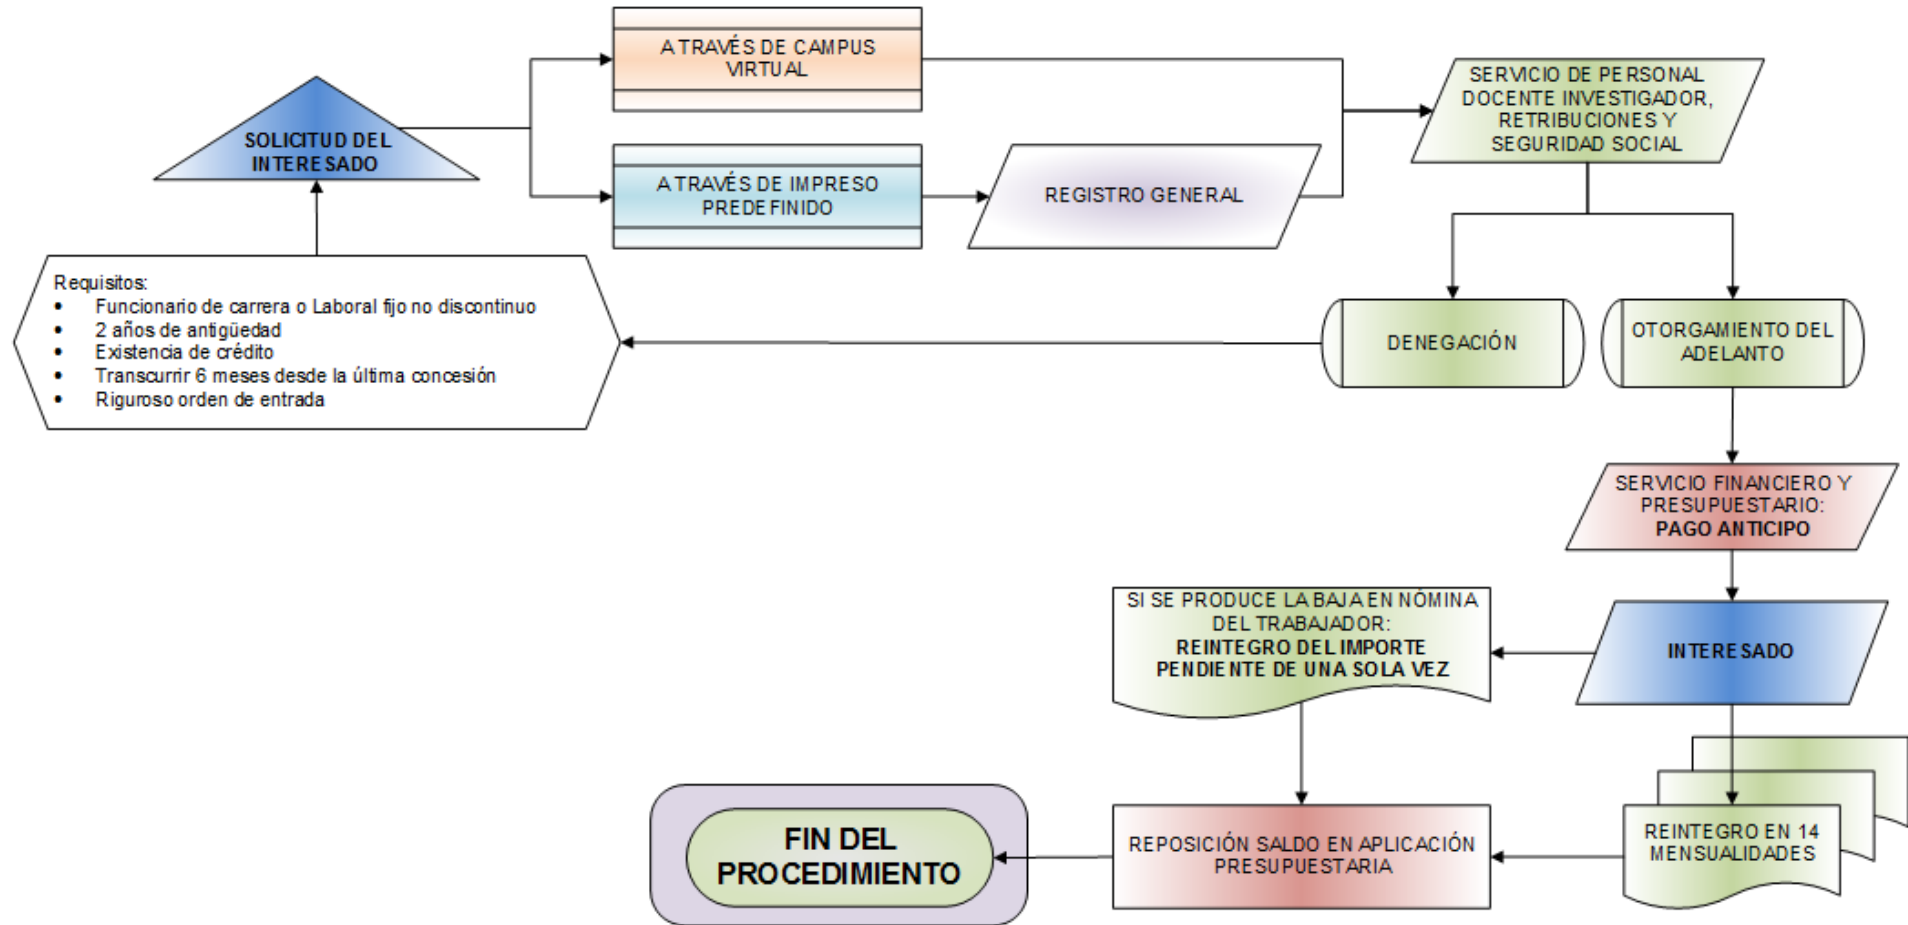 SOLICITUD DEL
INTERESADO
A TRAVÉS DE CAMPUS
VIRTUAL
A TRAVÉS DE IMPRESO
PREDEFINIDO
REGISTRO GENERAL
SERVICIO DE PERSONAL
DOCENTE INVESTIGADOR,
RETRIBUCIONES Y
SEGURIDAD SOCIAL
Requisitos:
• Funcionario de carrera o Laboral fijo no discontinuo
• 2 años de antigüedad
• Existencia de crédito
• Transcurrir 6 meses desde la última concesión
• Riguroso orden de entrada
DENEGACIÓN
OTORGAMIENTO DEL
ADELANTO
SERVICIO FINANCIERO Y
PRESUPUESTARIO:
PAGO ANTICIPO
SI SE PRODUCE LA BAJA EN NÓMINA
DEL TRABAJADOR:
REINTEGRO DEL IMPORTE
PENDIENTE DE UNA SOLA VEZ
INTERESADO
FIN DEL
PROCEDIMIENTO
REPOSICIÓN SALDO EN APLICACIÓN
PRESUPUESTARIA
REINTEGRO EN 14
MENSUALIDADES